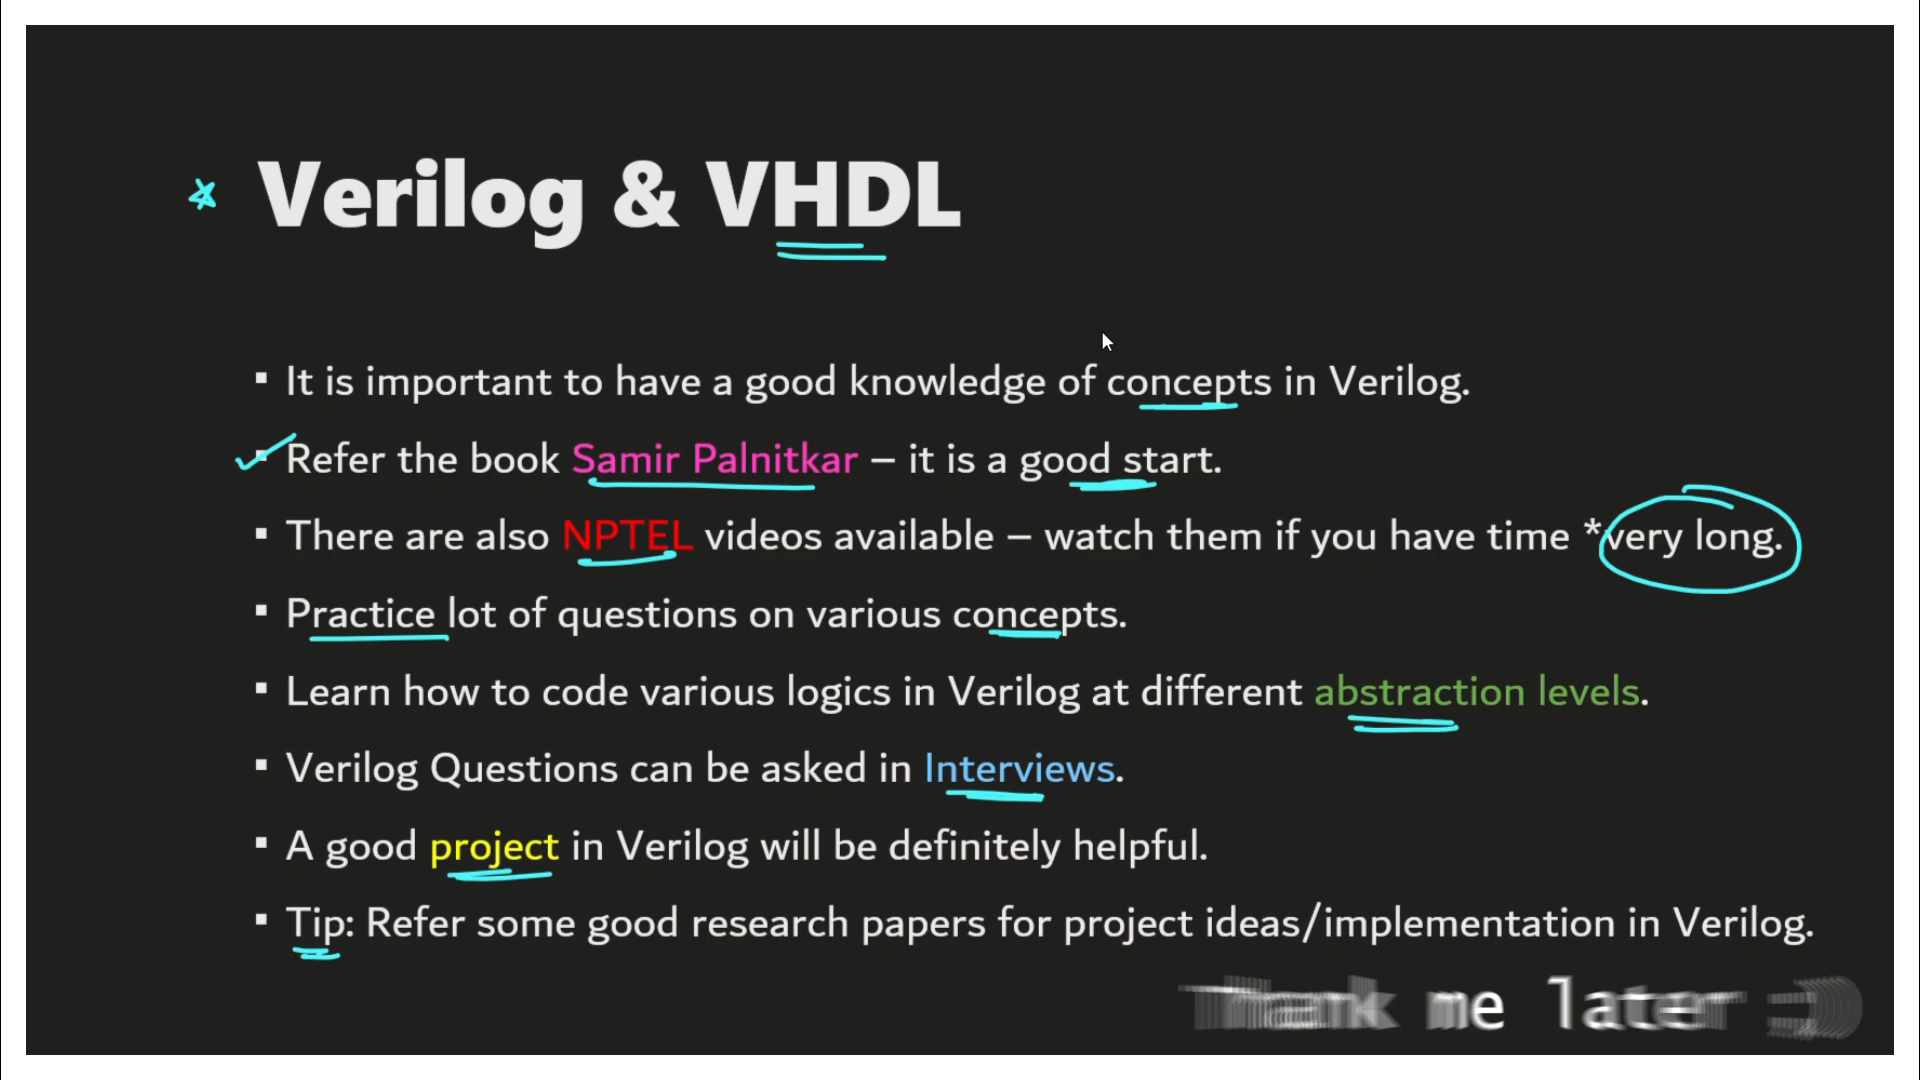 Verilog & VHDL
▪ It is important to have a good knowledge of concepts in Verilog.
▪ Refer the book Samir Palnitkar – it is a good start.
▪ There are also NPTEL videos available – watch them if you have time *very long.
▪ Practice lot of questions on various concepts.
▪ Learn how to code various logics in Verilog at different abstraction levels.
▪ Verilog Questions can be asked in Interviews.
▪ A good project in Verilog will be definitely helpful.
▪ Tip: Refer some good research papers for project ideas/implementation in Verilog.
Thank me later =)